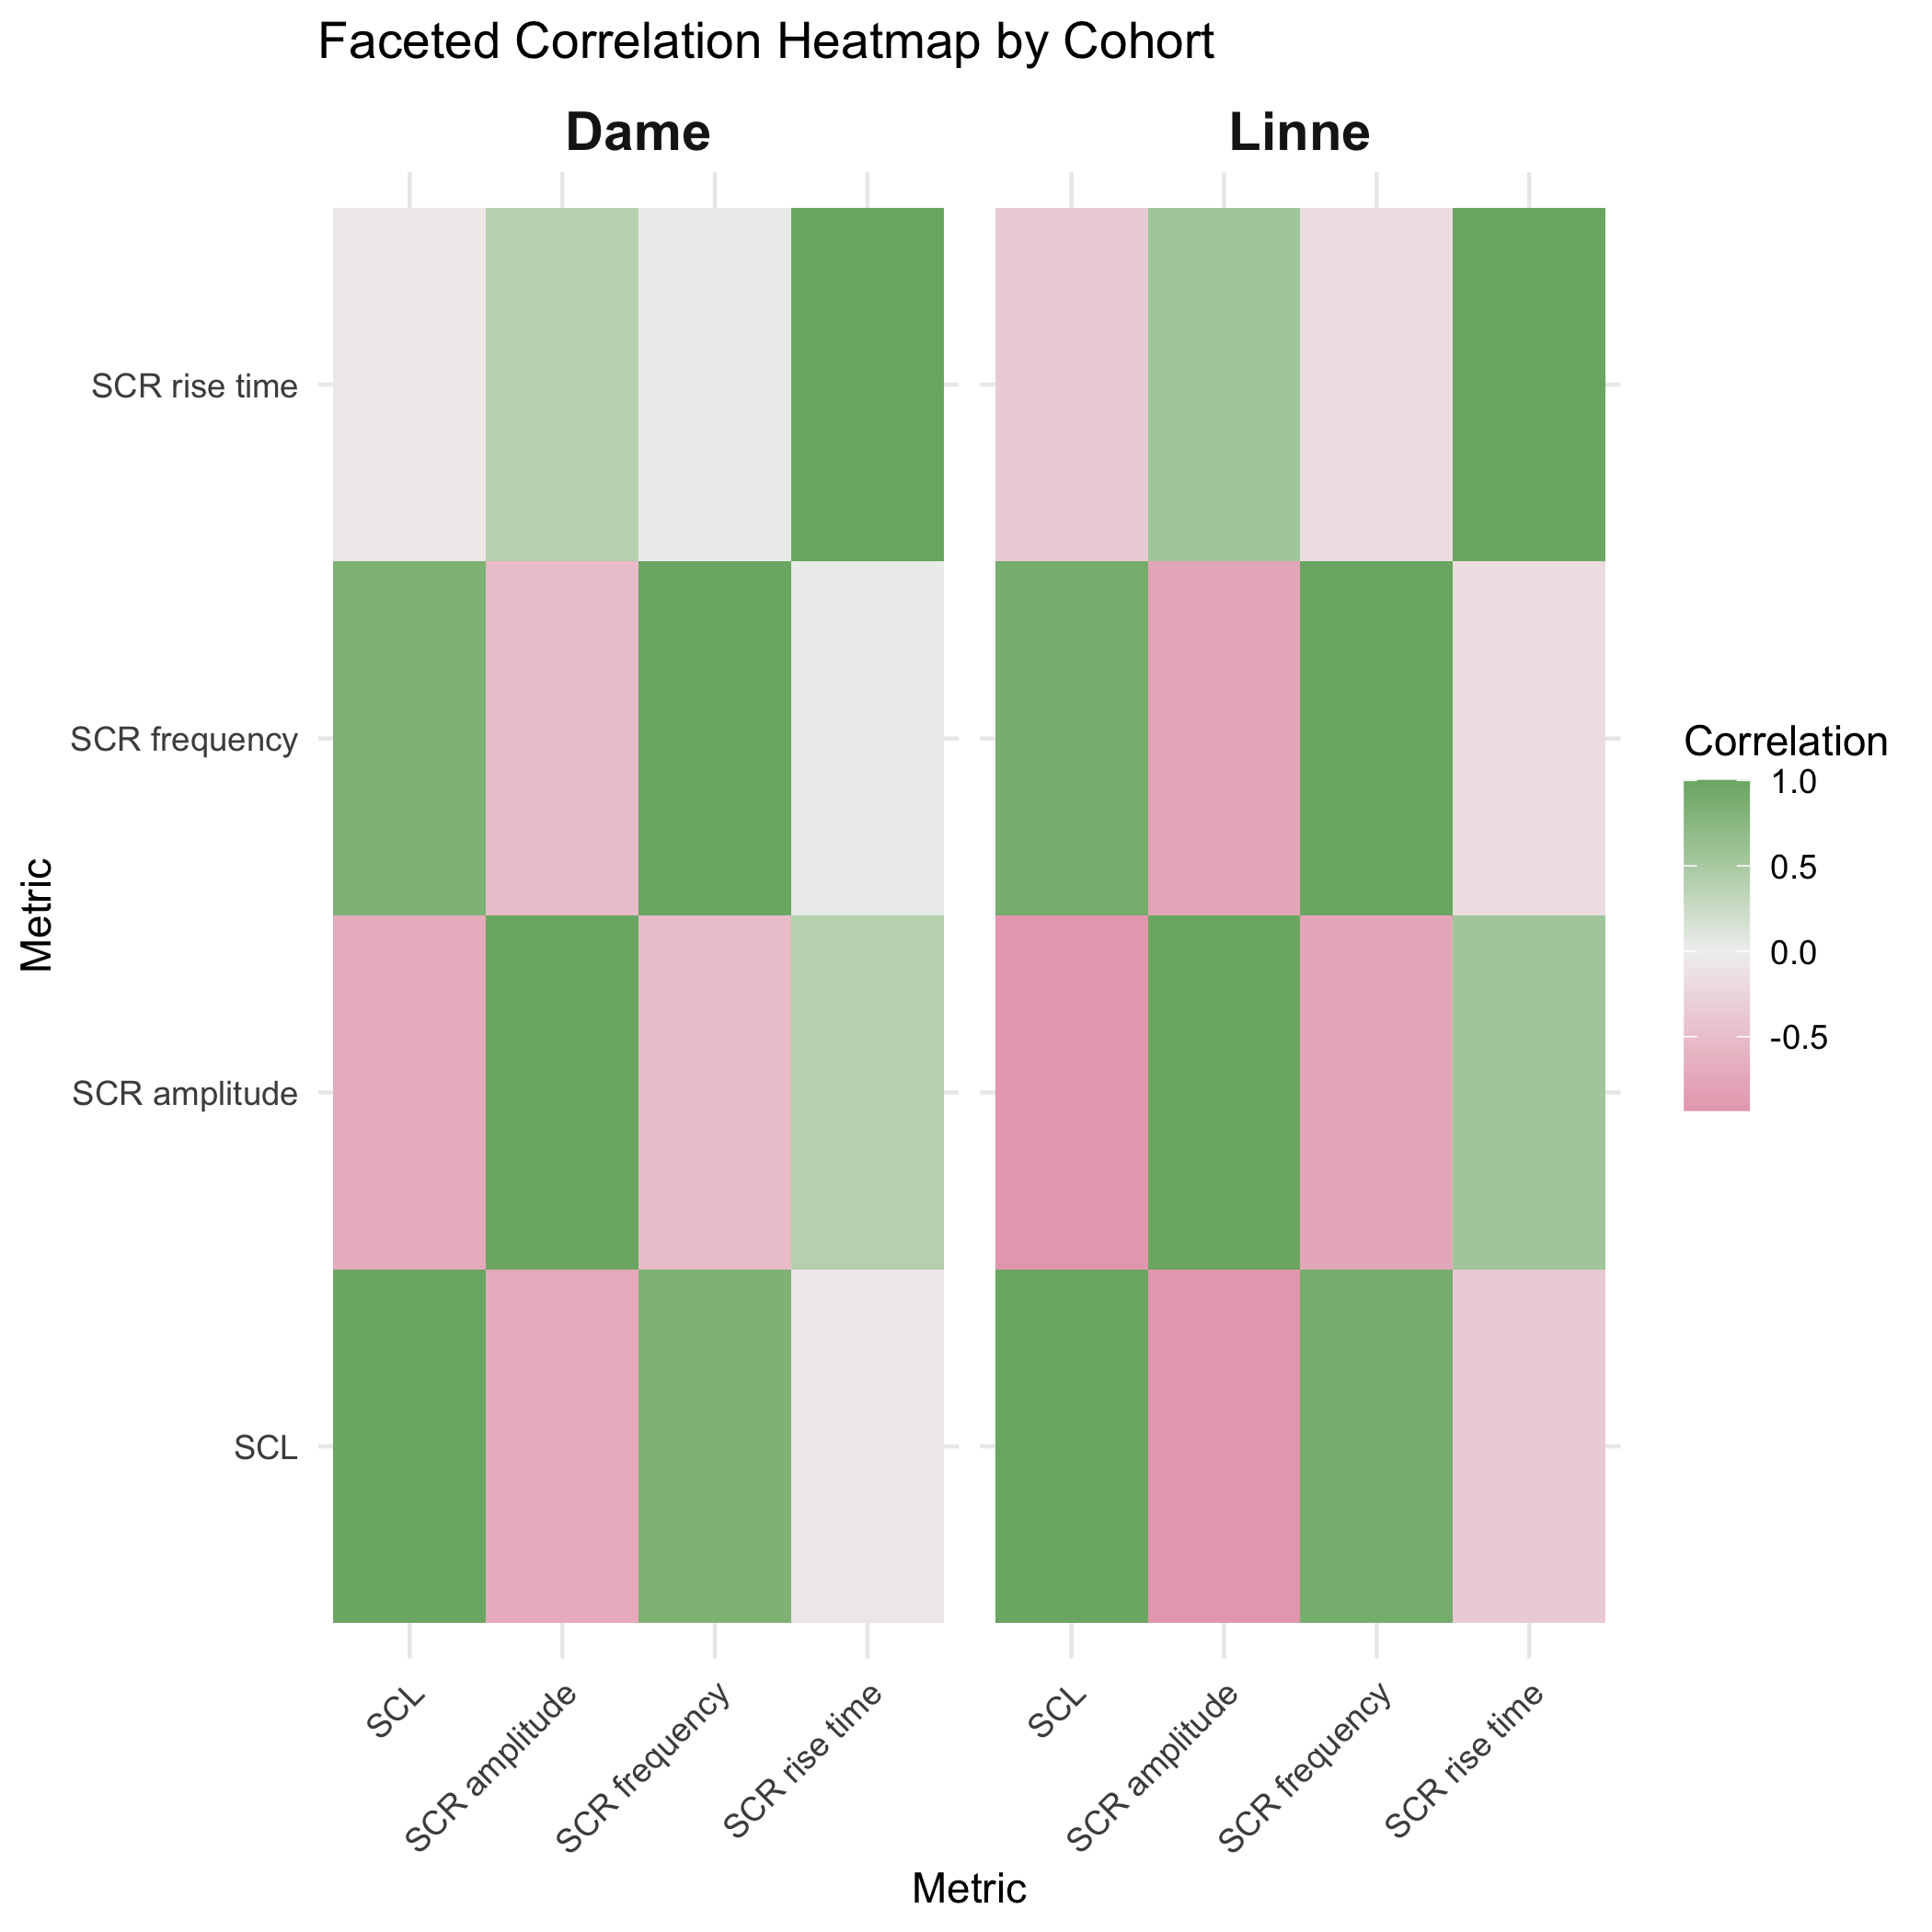 Faceted Correlation Heatmap by Cohort
Dame
Linne
SCR rise time
SCR frequency
SCR amplitude
SCL
Metric
SCL
SCR amplitude
SCR frequency
SCR rise time
SCL
SCR amplitude
SCR frequency
SCR rise time
Metric
Correlation
1.0
0.5
0.0
-0.5